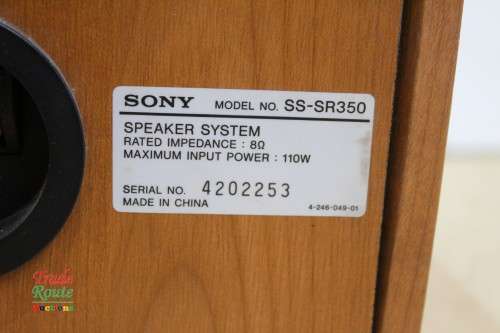 SONY MODEL NO. SS-SR350
SPEAKER SYSTEM
RATED IMPEDANCE : 8Ω
MAXIMUM INPUT POWER : 110W
SERIAL NO. 4202253
MADE IN CHINA 4-246-049-01
Trade
Route
Auctions